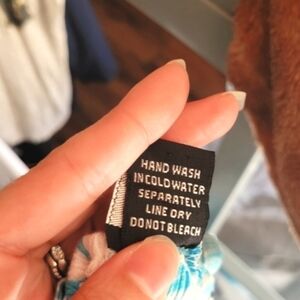 HAND WASH
IN COLD WATER
SEPARATELY
LINE DRY
DO NOT BLEACH